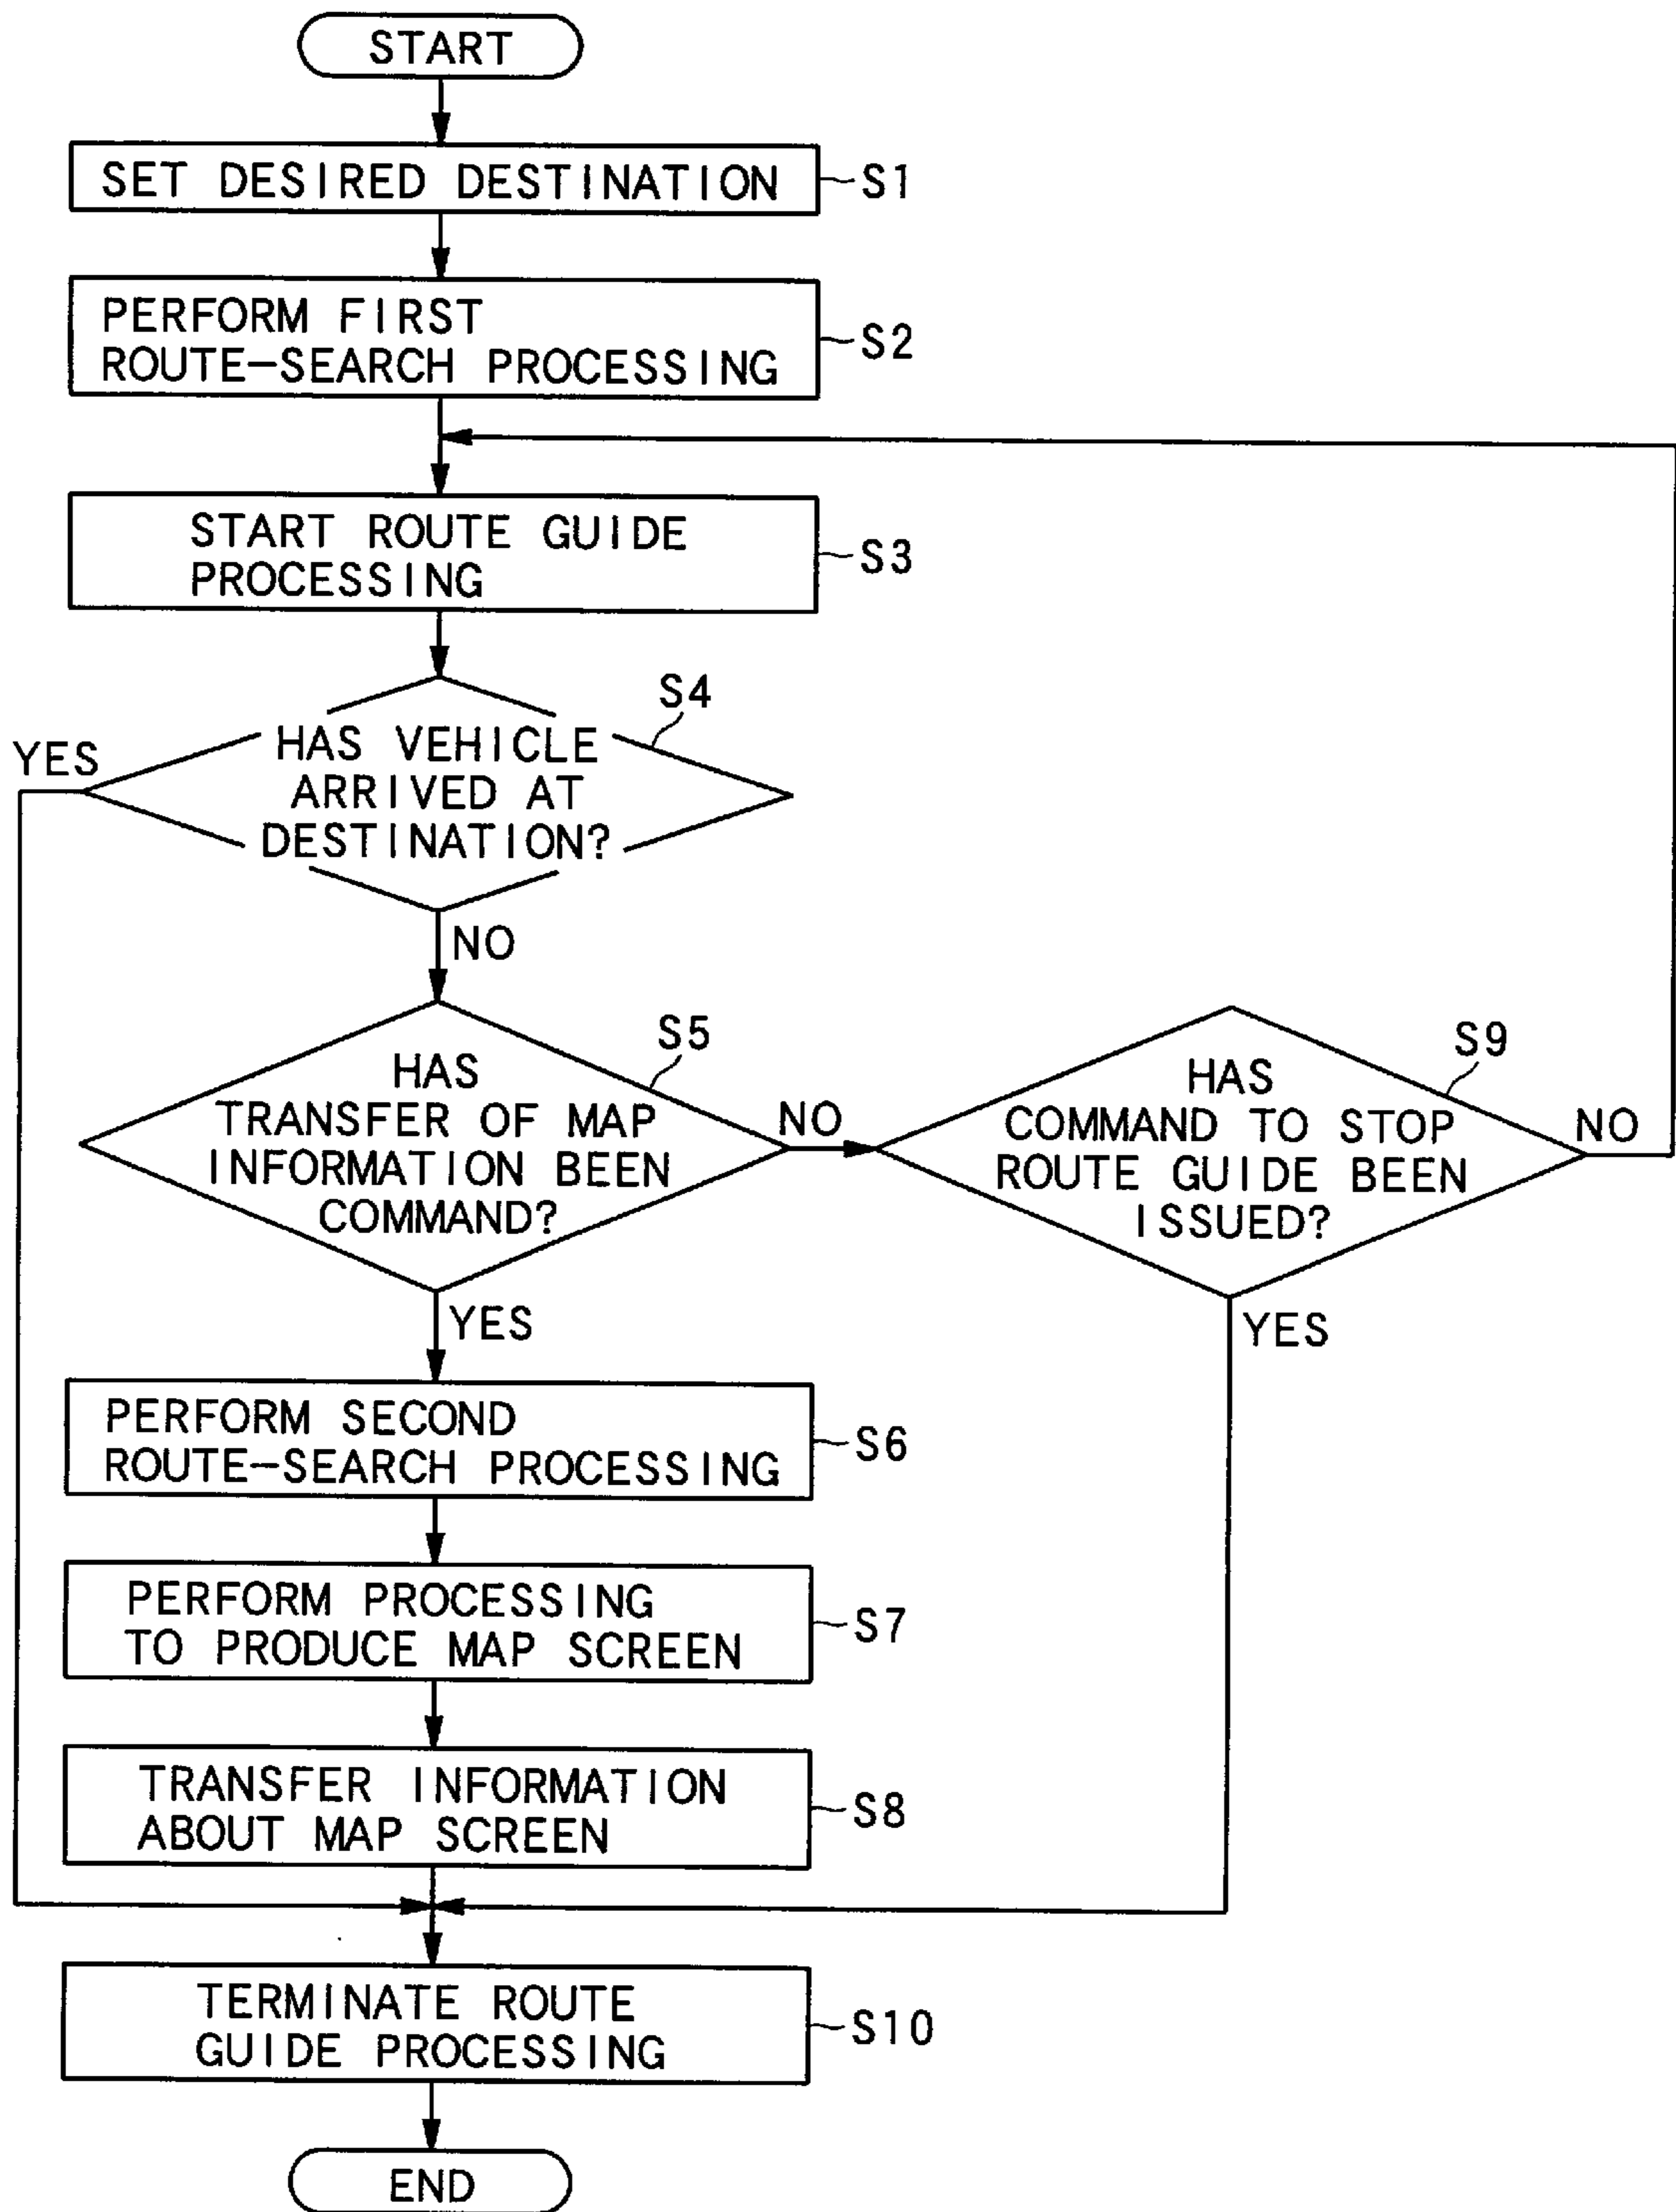 START
SET DESIRED DESTINATION
S1
PERFORM FIRST
ROUTE-SEARCH PROCESSING
S2
START ROUTE GUIDE
PROCESSING
S3
S4
YES
HAS VEHICLE
ARRIVED AT
DESTINATION?
NO
S5
HAS
TRANSFER OF MAP
INFORMATION BEEN
COMMAND?
NO
YES
S9
HAS
COMMAND TO STOP
ROUTE GUIDE BEEN
ISSUED?
NO
YES
PERFORM SECOND
ROUTE-SEARCH PROCESSING
S6
PERFORM PROCESSING
TO PRODUCE MAP SCREEN
S7
TRANSFER INFORMATION
ABOUT MAP SCREEN
S8
TERMINATE ROUTE
GUIDE PROCESSING
S10
END